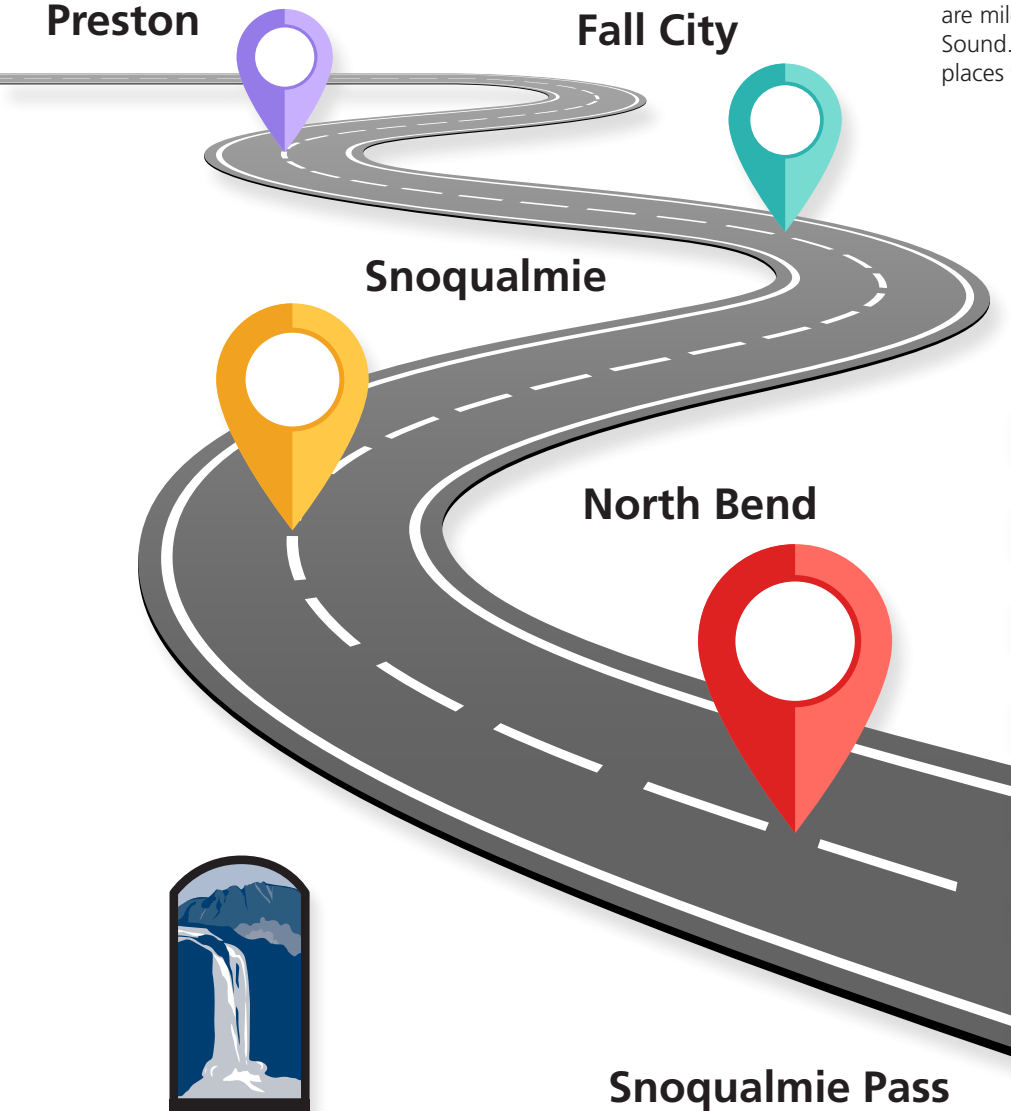 Preston
Fall City
are mil
Sound.
places
Snoqualmie
North Bend
Snoqualmie Pass